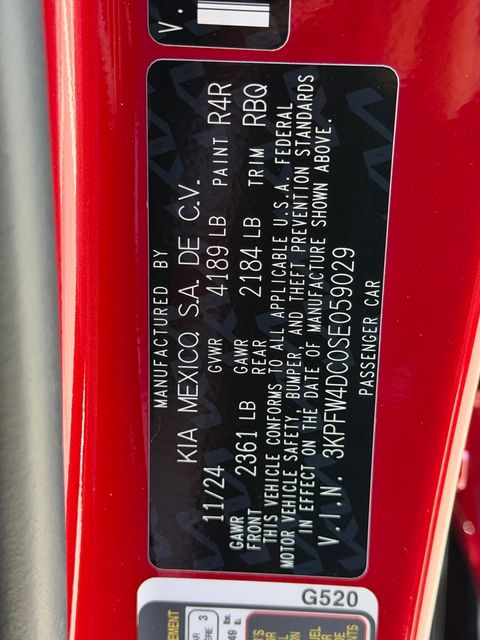 V.
MANUFACTURED BY
KIA MEXICO, S.A. DE C.V.
11/24 GVWR 4189 LB PAINT R4R
GAWR FRONT 2361 LB GAWR REAR 2184 LB TRIM RBQ
THIS VEHICLE CONFORMS TO ALL APPLICABLE U.S.A. FEDERAL
MOTOR VEHICLE SAFETY, BUMPER, AND THEFT PREVENTION STANDARDS
IN EFFECT ON THE DATE OF MANUFACTURE SHOWN ABOVE.
V.I.N. 3KPFW4DC0SE059029
PASSENGER CAR
G520